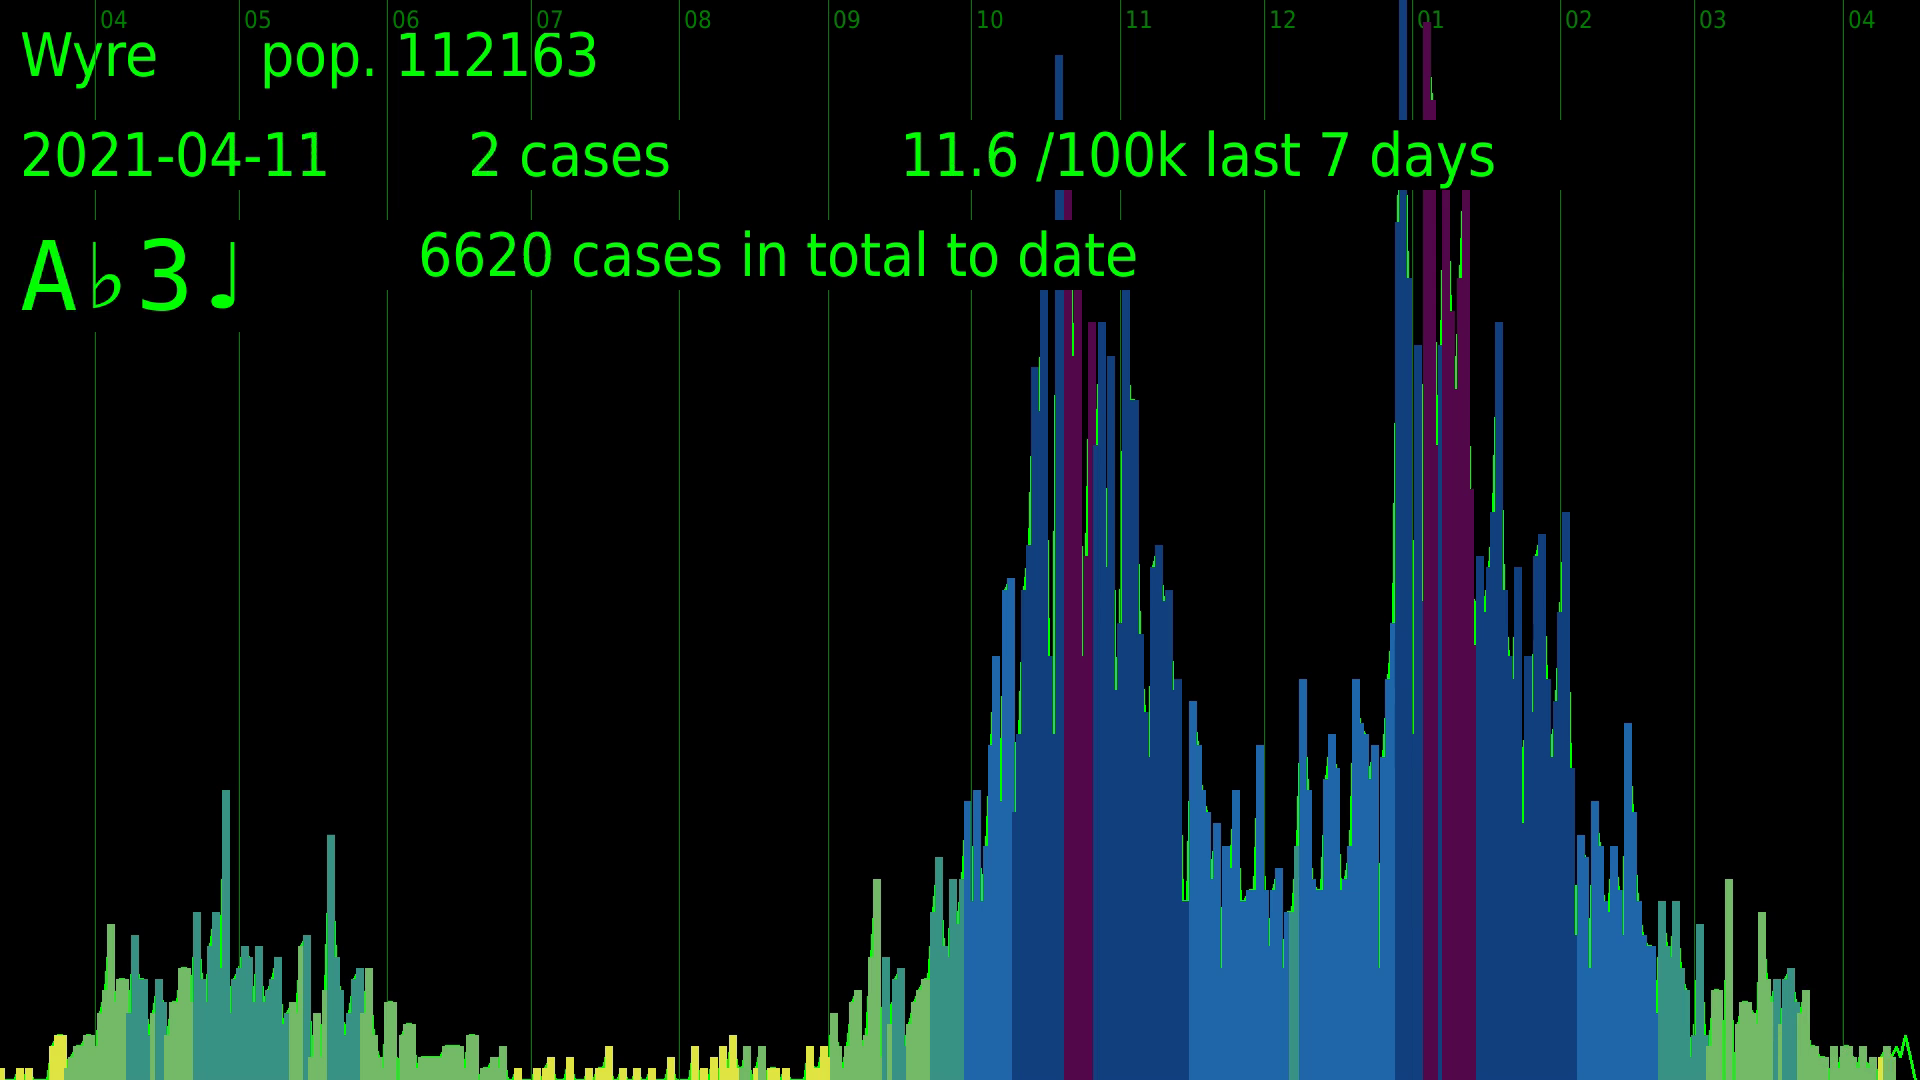 04 05 06 07 08 09 10 11 12 01 02 03 04
Wyre pop. 112163
2021-04-11 2 cases 11.6 /100k last 7 days
A♭3♩ 6620 cases in total to date